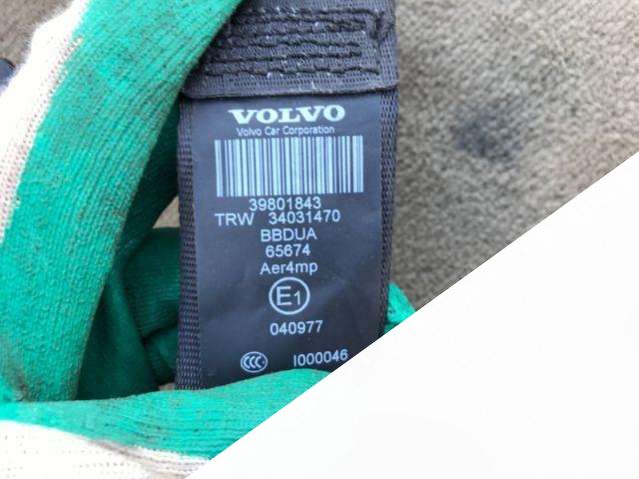 VOLVO
Volvo Car Corporation
39801843
TRW 34031470
BBDUA
65674
Aer4mp
E1
040977
CCC I000046